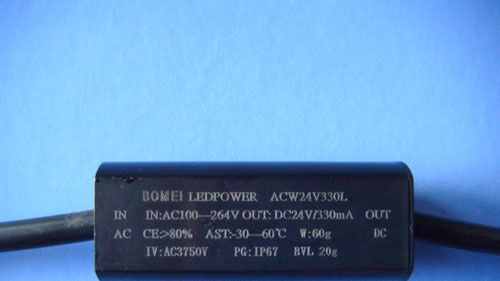 BOMEI LEDPOWER ACW24V330L
IN IN:AC100—264V OUT: DC24V/330mA OUT
AC CE:>80% AST:-30—60℃ W:60g DC
IV:AC3750V PG:IP67 BVL 20g